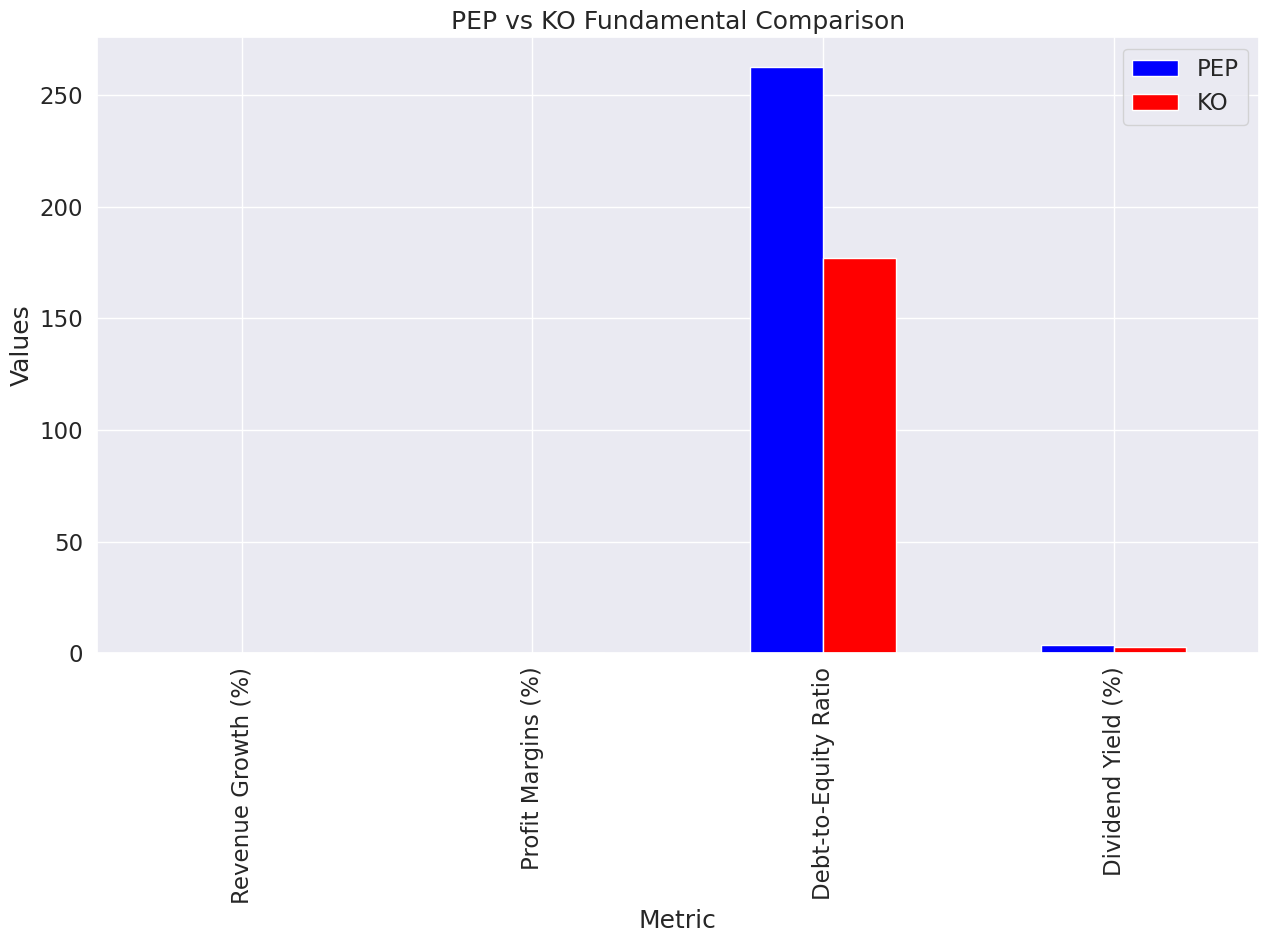 PEP vs KO Fundamental Comparison
PEP
KO
250
200
150
100
50
0
Values
Revenue Growth (%)
Profit Margins (%)
Debt-to-Equity Ratio
Dividend Yield (%)
Metric